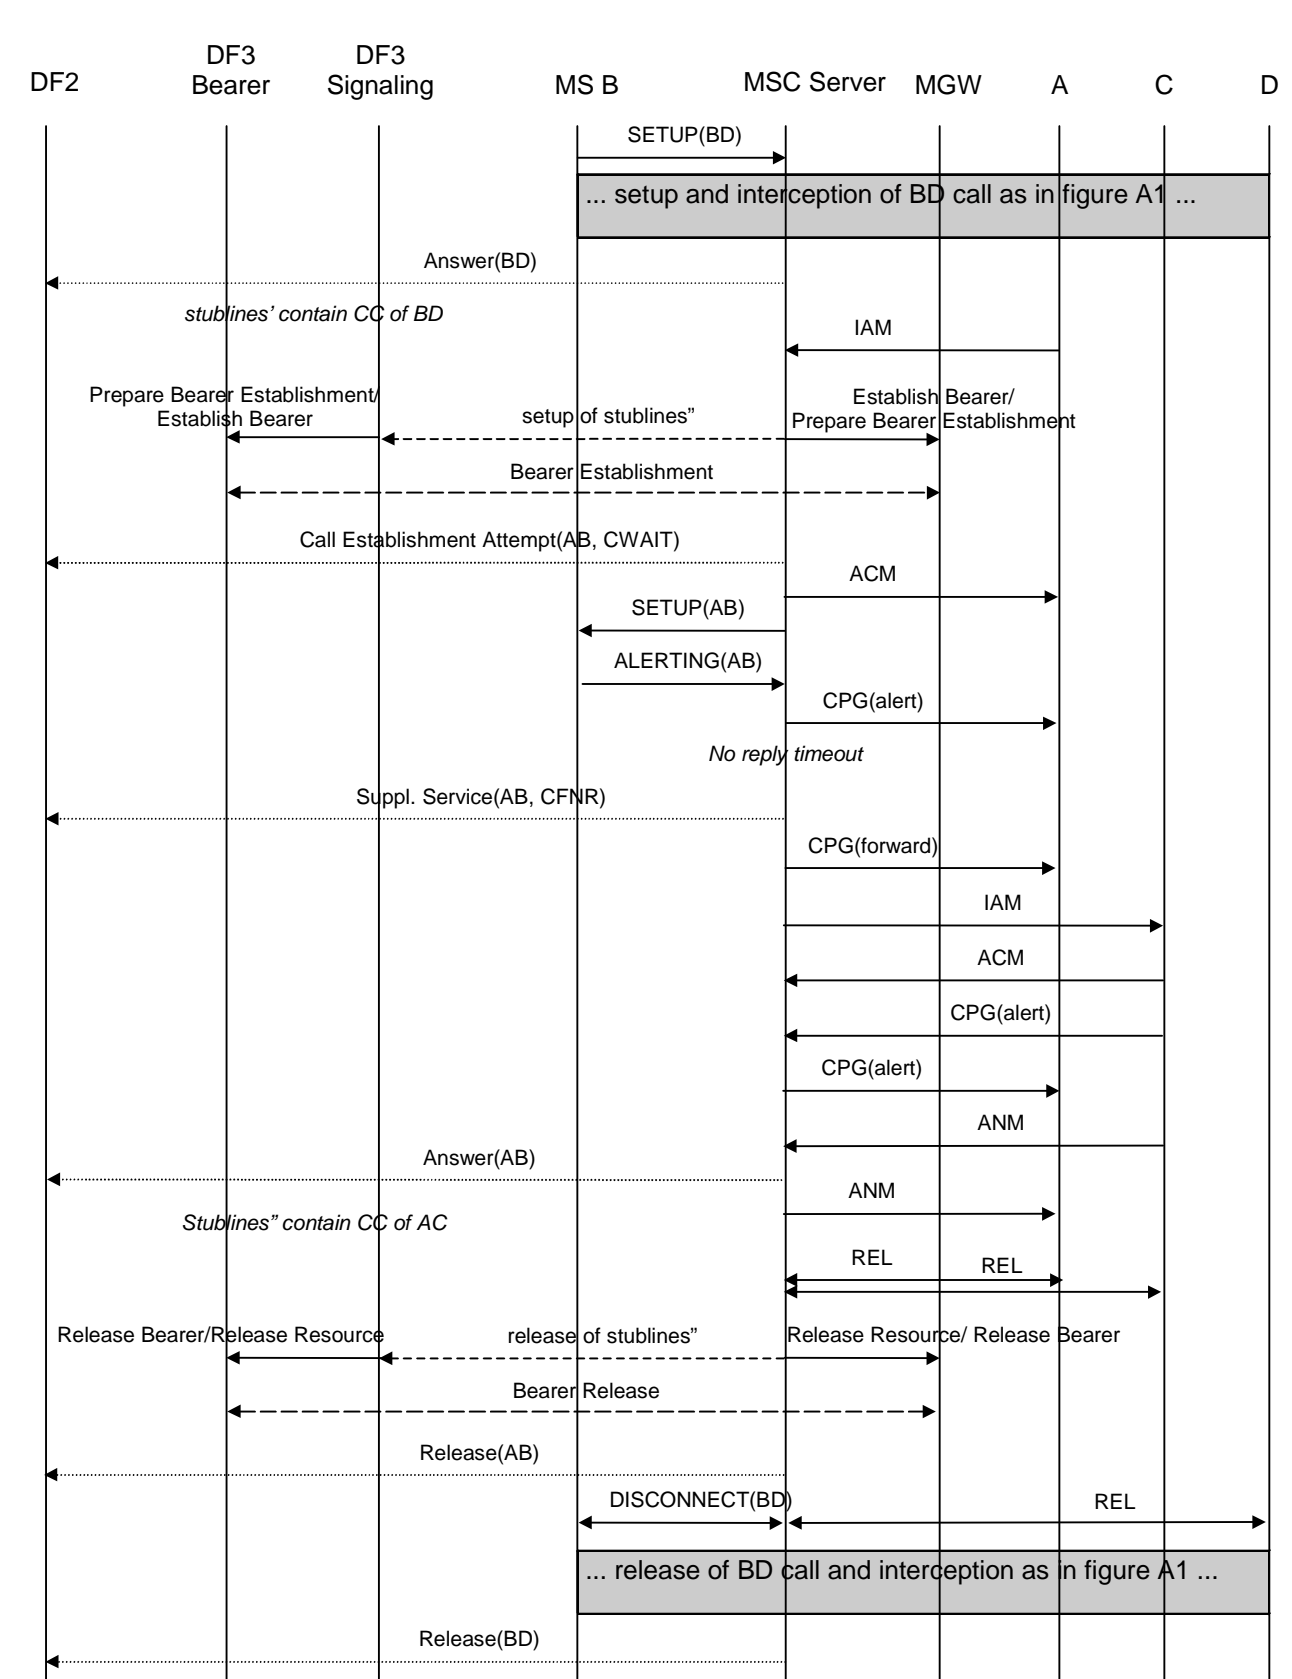 DF2
DF3
Bearer
DF3
Signaling
MS B
MSC Server
MGW
A
C
D
SETUP(BD)
... setup and interception of BD call as in figure A1 ...
Answer(BD)
stublines’ contain CC of BD
IAM
Prepare Bearer Establishment/
Establish Bearer
setup of stublines”
Establish Bearer/
Prepare Bearer Establishment
Bearer Establishment
Call Establishment Attempt(AB, CWAIT)
ACM
SETUP(AB)
ALERTING(AB)
CPG(alert)
No reply timeout
Suppl. Service(AB, CFNR)
CPG(forward)
IAM
ACM
CPG(alert)
CPG(alert)
ANM
Answer(AB)
ANM
Stublines” contain CC of AC
REL
REL
Release Bearer/Release Resource
release of stublines”
Release Resource/ Release Bearer
Bearer Release
Release(AB)
DISCONNECT(BD)
REL
... release of BD call and interception as in figure A1 ...
Release(BD)